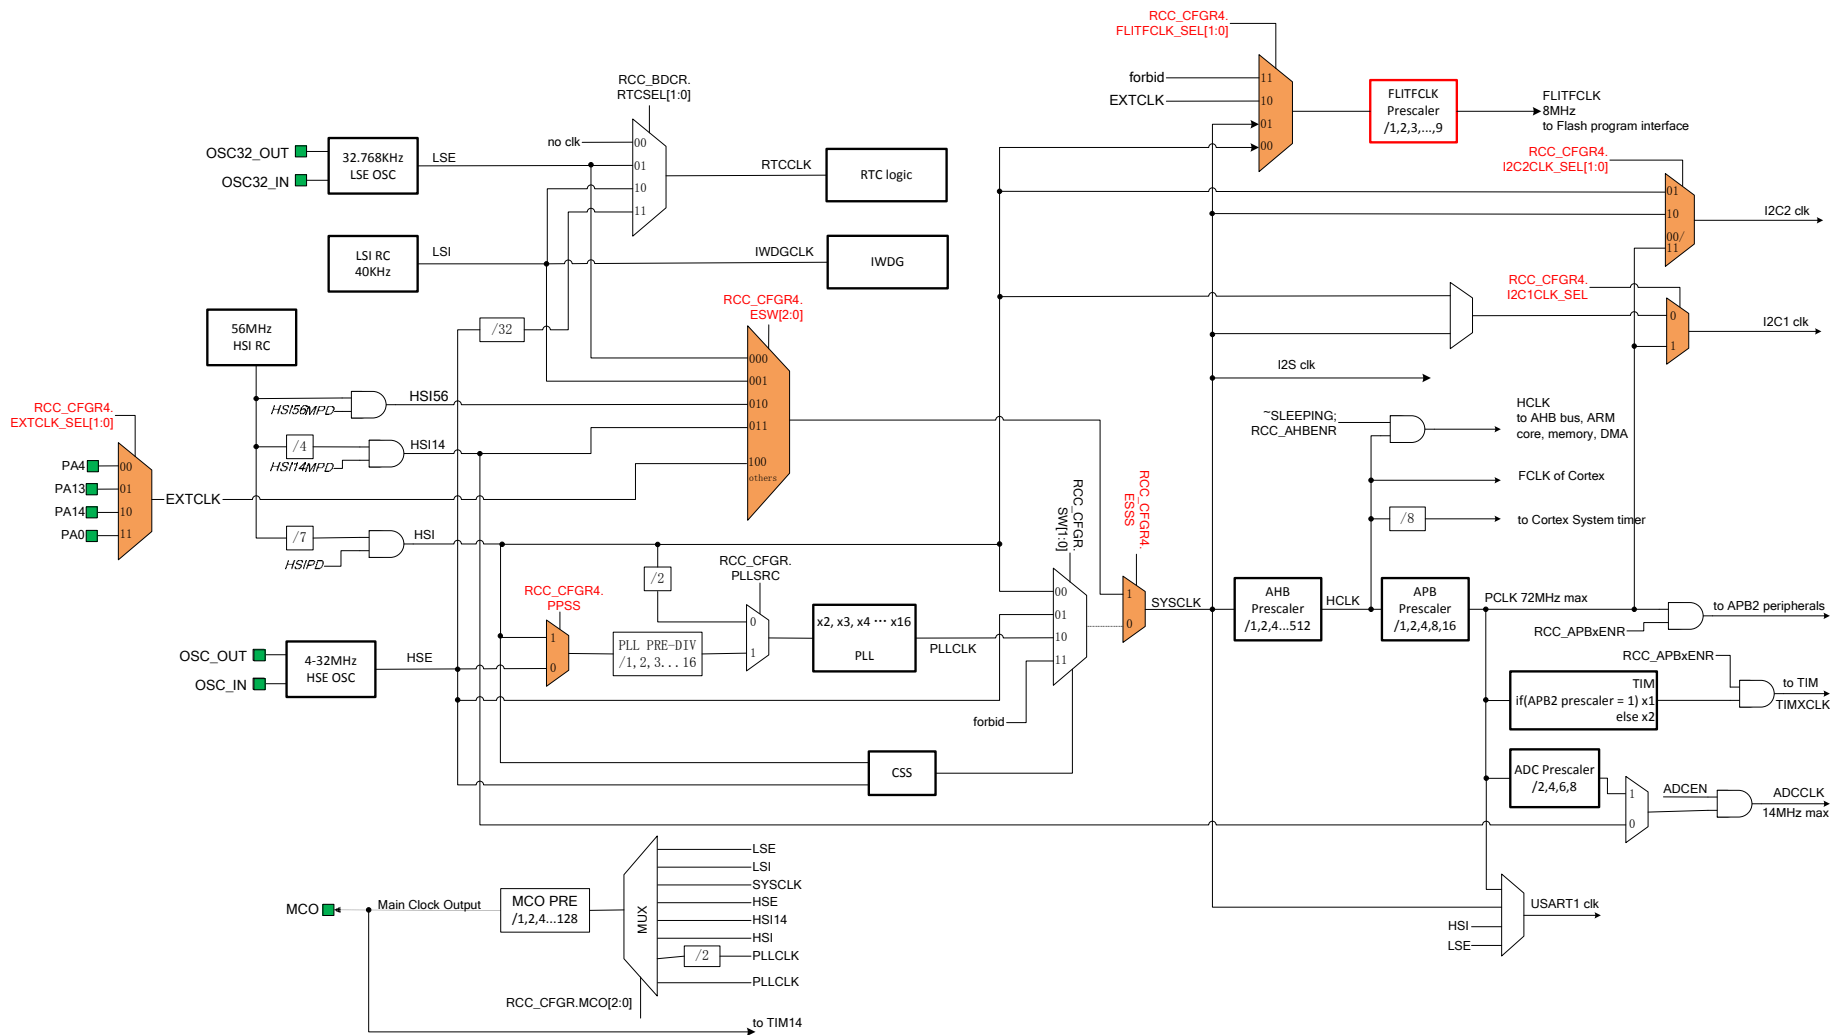 RCC_CFGR4.
FLITFCLK_SEL[1:0]
forbid
EXTCLK
11
10
01
00
FLITFCLK
Prescaler
/1,2,3,...,9
FLITFCLK
8MHz
to Flash program interface
RCC_BDCR.
RTCSEL[1:0]
no clk
00
01
10
11
OSC32_OUT
OSC32_IN
32.768KHz
LSE OSC
LSE
RTCCLK
RTC logic
RCC_CFGR4.
I2C2CLK_SEL[1:0]
01
10
00/
11
I2C2 clk
LSI RC
40KHz
LSI
IWDGCLK
IWDG
RCC_CFGR4.
I2C1CLK_SEL
0
1
I2C1 clk
56MHz
HSI RC
/32
RCC_CFGR4.
ESW[2:0]
000
001
010
011
100
others
I2S clk
HSI56MPD
HSI56
/4
HSI14MPD
HSI14
RCC_CFGR4.
EXTCLK_SEL[1:0]
PA4
PA13
PA14
PA0
00
01
10
11
EXTCLK
/7
HSIPD
HSI
~SLEEPING;
RCC_AHBENR
HCLK
to AHB bus, ARM
core, memory, DMA
FCLK of Cortex
/8
to Cortex System timer
RCC_CFGR.
SW[1:0]
RCC_CFGR4.
ESSS
/2
RCC_CFGR.
PLLSRC
RCC_CFGR4.
PPSS
1
0
PLL PRE-DIV
/1,2,3...16
0
1
x2, x3, x4 ··· x16
PLL
PLLCLK
00
01
10
11
forbid
1
0
SYSCLK
AHB
Prescaler
/1,2,4...512
HCLK
APB
Prescaler
/1,2,4,8,16
PCLK 72MHz max
RCC_APBxENR
to APB2 peripherals
OSC_OUT
OSC_IN
4-32MHz
HSE OSC
HSE
RCC_APBxENR
TIM
if(APB2 prescaler = 1) x1
else x2
to TIM
TIMXCLK
CSS
ADC Prescaler
/2,4,6,8
1
0
ADCEN
ADCCLK
14MHz max
MCO
Main Clock Output
MCO PRE
/1,2,4...128
MUX
LSE
LSI
SYSCLK
HSE
HSI14
HSI
/2
PLLCLK
PLLCLK
RCC_CFGR.MCO[2:0]
to TIM14
HSI
LSE
USART1 clk